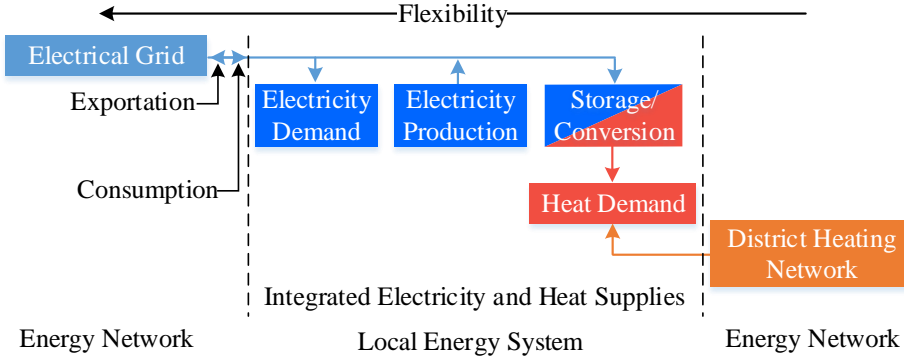 Flexibility
Electrical Grid
Exportation
Consumption
Electricity
Demand
Electricity
Production
Storage/
Conversion
Heat Demand
District Heating
Network
Integrated Electricity and Heat Supplies
Energy Network
Local Energy System
Energy Network